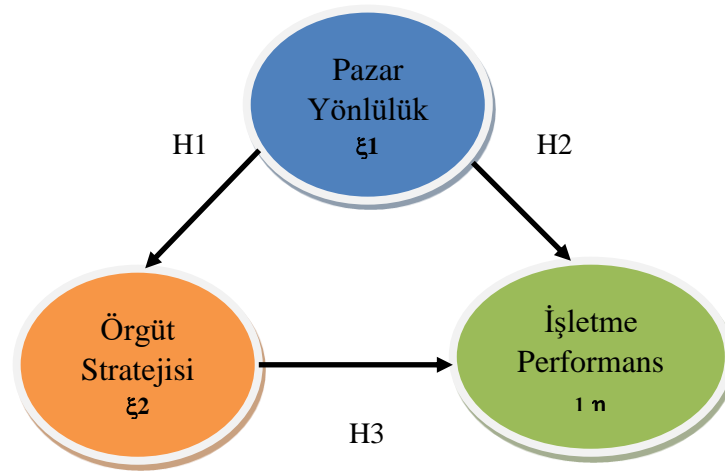 Pazar
Yönlülük
ξ1
H1
H2
Örgüt
Stratejisi
ξ2
İşletme
Performans
1 η
H3